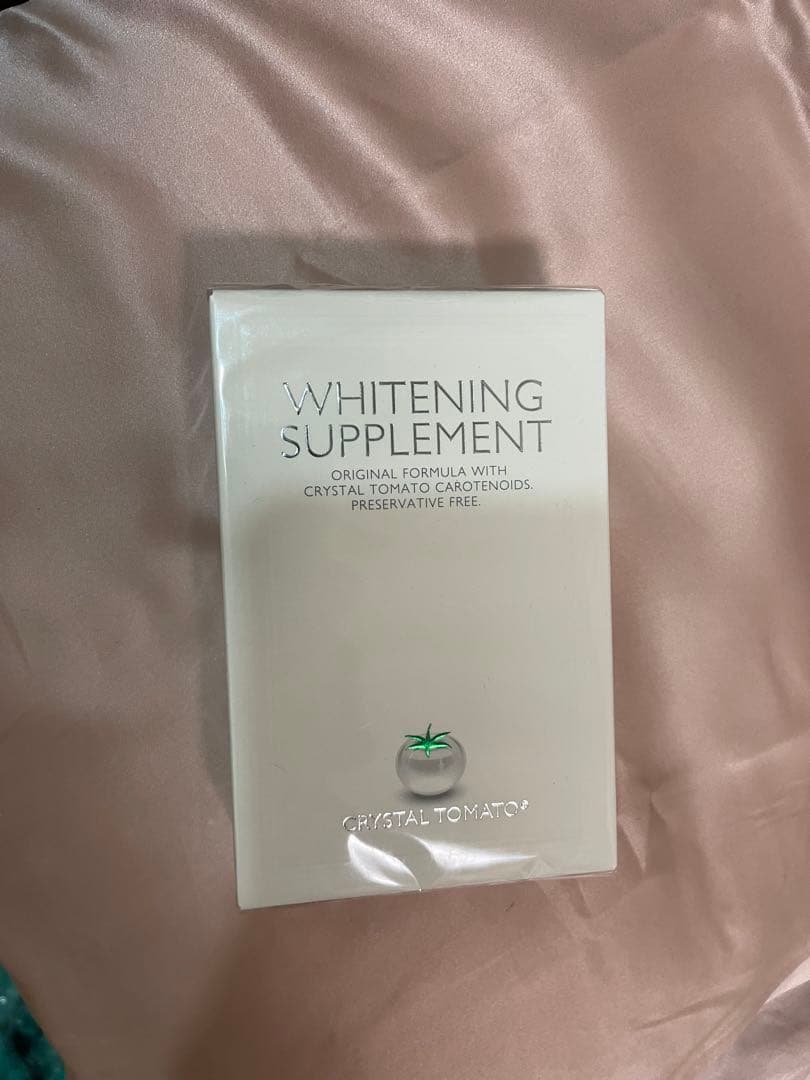 WHITENING
SUPPLEMENT
ORIGINAL FORMULA WITH
CRYSTAL TOMATO CAROTENOIDS.
PRESERVATIVE FREE.
CRYSTAL TOMATO®